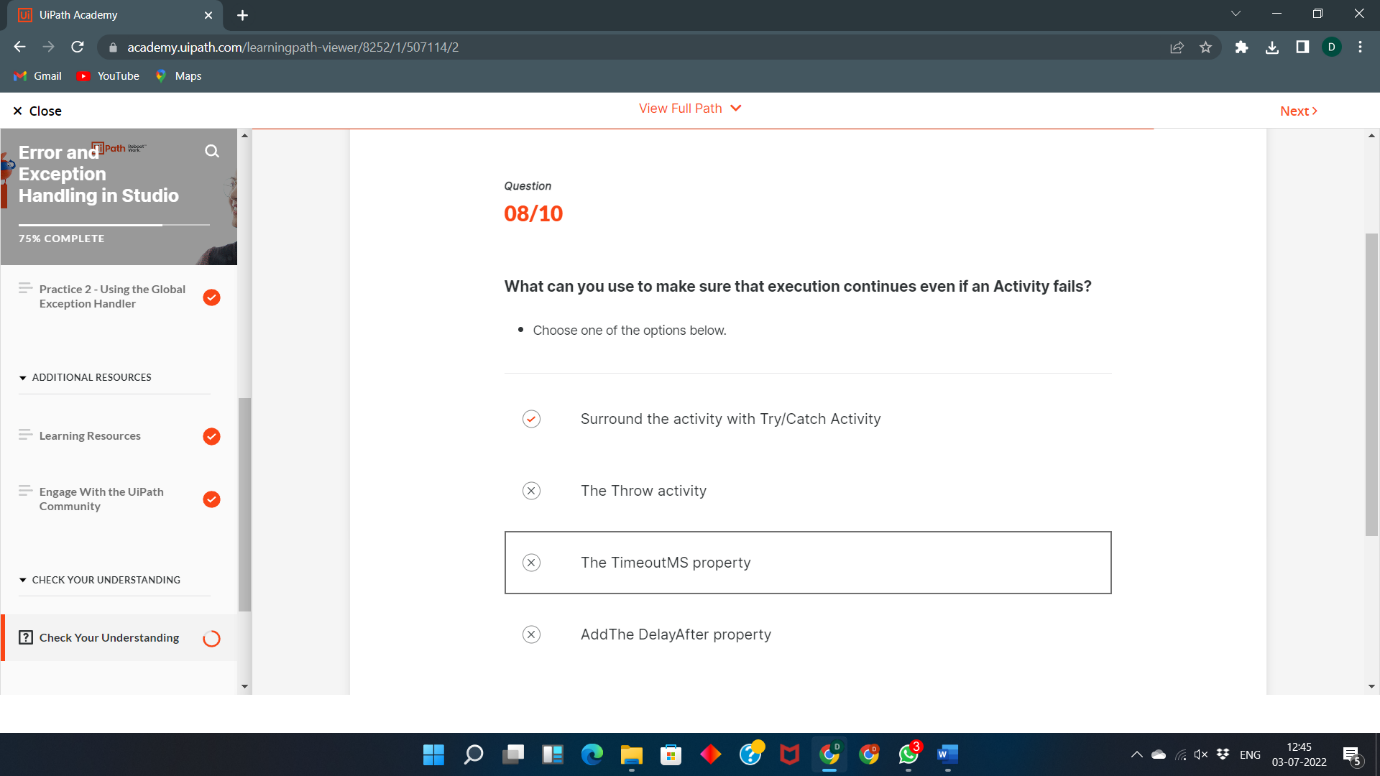 UiPath Academy
academy.uipath.com/learningpath-viewer/8252/1/507114/2
D
Gmail
YouTube
Maps
Close
View Full Path
Next
Error and
Path
Exception
Handling in Studio
75% COMPLETE
Practice 2 - Using the Global
Exception Handler
ADDITIONAL RESOURCES
Learning Resources
Engage With the UiPath
Community
CHECK YOUR UNDERSTANDING
Check Your Understanding
Question
08/10
What can you use to make sure that execution continues even if an Activity fails?
Choose one of the options below.
Surround the activity with Try/Catch Activity
The Throw activity
The TimeoutMS property
AddThe DelayAfter property
3
ENG
12:45
03-07-2022
5